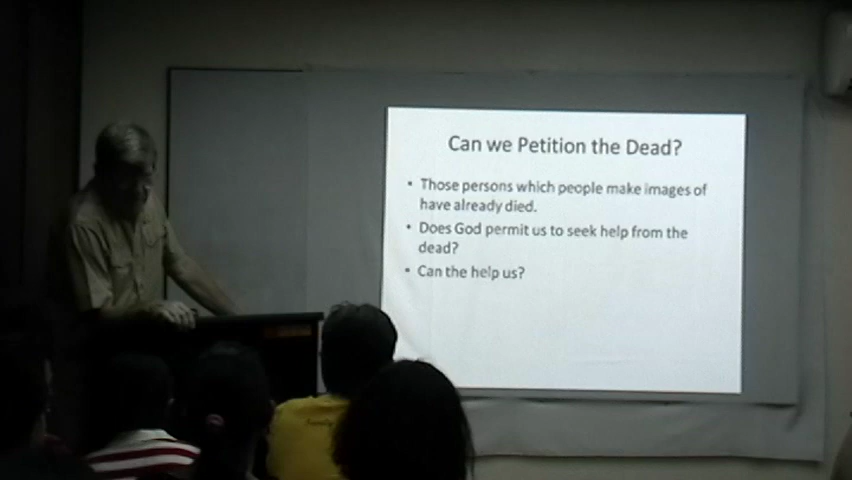 Can we Petition the Dead?
• Those persons which people make images of
have already died.
• Does God permit us to seek help from the
dead?
• Can the help us?